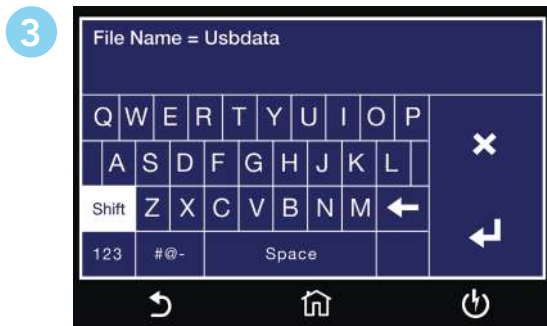 3
File Name = Usbdata
Q W E R T Y U I O P
A S D F G H J K L
Shift Z X C V B N M
123 #@- Space